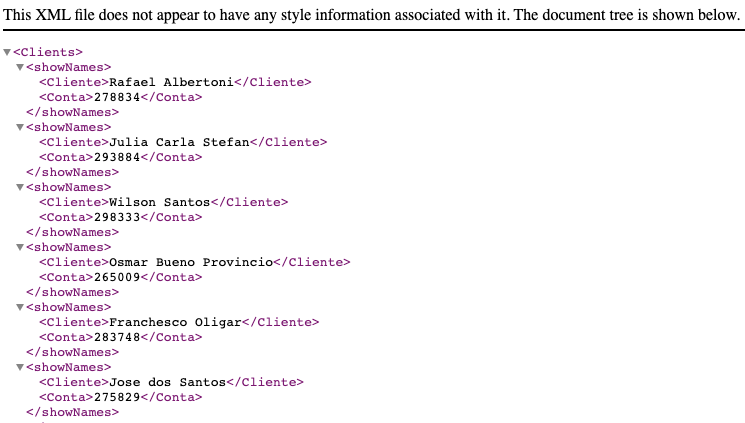 This XML file does not appear to have any style information associated with it. The document tree is shown below.
<Clients>
<showNames>
<Cliente>Rafael Albertoni</Cliente>
<Conta>278834</Conta>
</showNames>
<showNames>
<Cliente>Julia Carla Stefan</Cliente>
<Conta>293884</Conta>
</showNames>
<showNames>
<Cliente>Wilson Santos</Cliente>
<Conta>298333</Conta>
</showNames>
<showNames>
<Cliente>Osmar Bueno Provincio</Cliente>
<Conta>265009</Conta>
</showNames>
<showNames>
<Cliente>Franchesco Oligar</Cliente>
<Conta>283748</Conta>
</showNames>
<showNames>
<Cliente>Jose dos Santos</Cliente>
<Conta>275829</Conta>
</showNames>